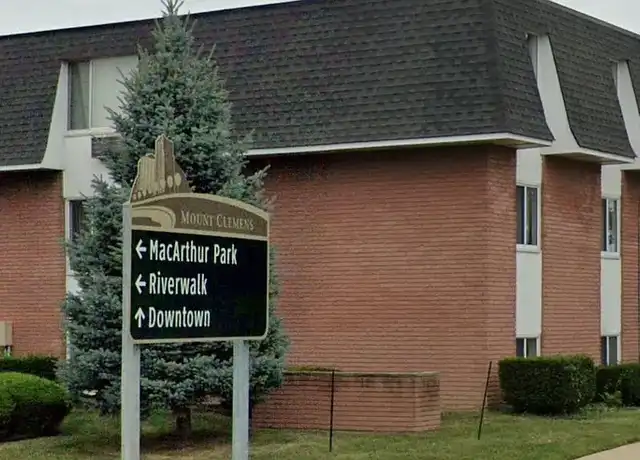 MOUNT CLEMENS
← MacArthur Park
← Riverwalk
↑ Downtown